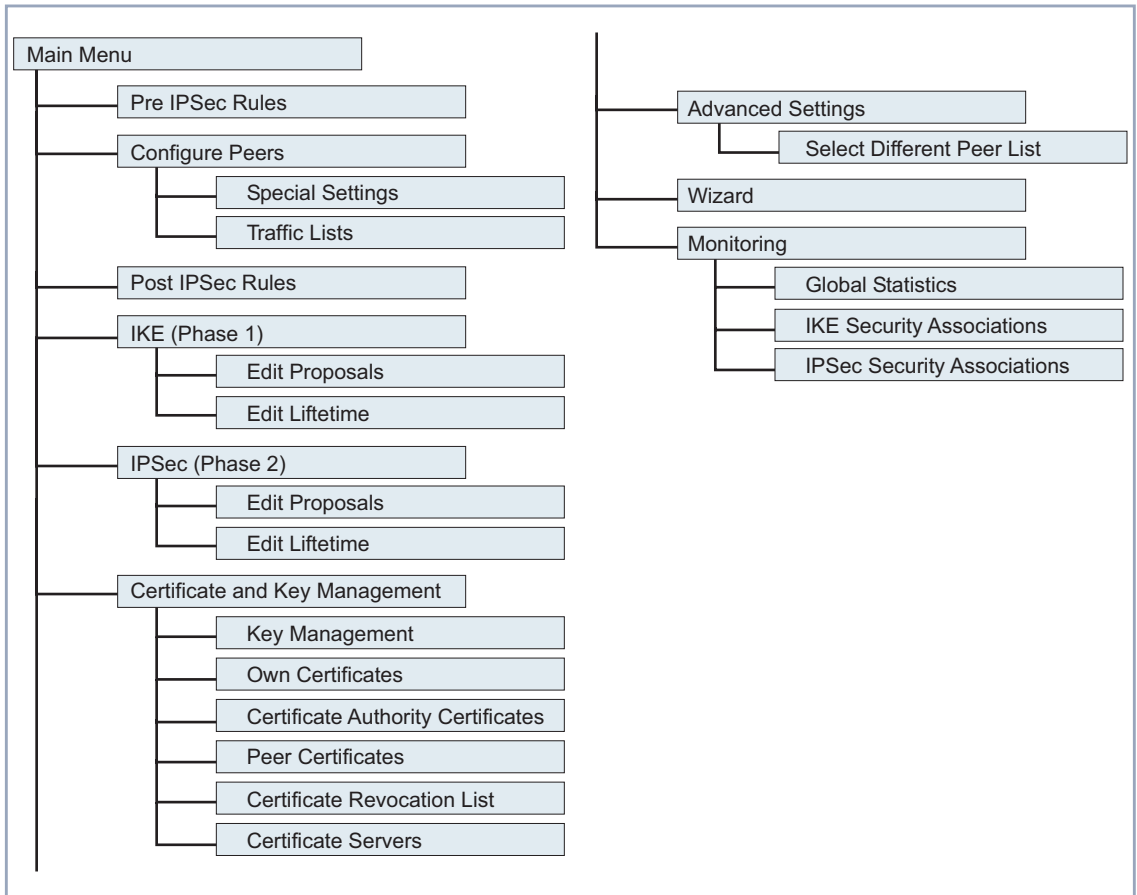 Main Menu
Pre IPSec Rules
Configure Peers
Special Settings
Traffic Lists
Post IPSec Rules
IKE (Phase 1)
Edit Proposals
Edit Liftetime
IPSec (Phase 2)
Edit Proposals
Edit Liftetime
Certificate and Key Management
Key Management
Own Certificates
Certificate Authority Certificates
Peer Certificates
Certificate Revocation List
Certificate Servers
Advanced Settings
Select Different Peer List
Wizard
Monitoring
Global Statistics
IKE Security Associations
IPSec Security Associations